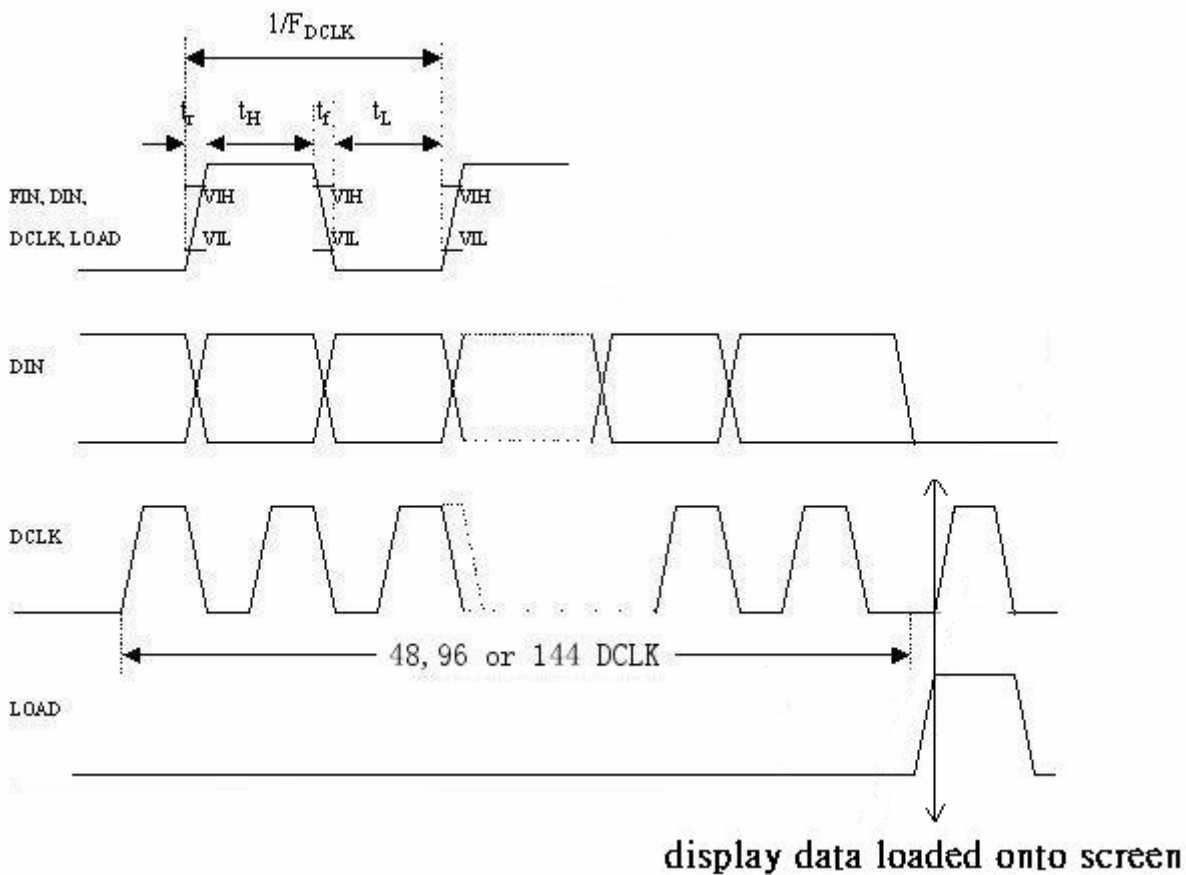 1/FDCLK
tr tH tf tL
FIN, DIN, VIH VIH VIH
DCLK, LOAD VIL VIL VIL
DIN
DCLK
48,96 or 144 DCLK
LOAD
display data loaded onto screen